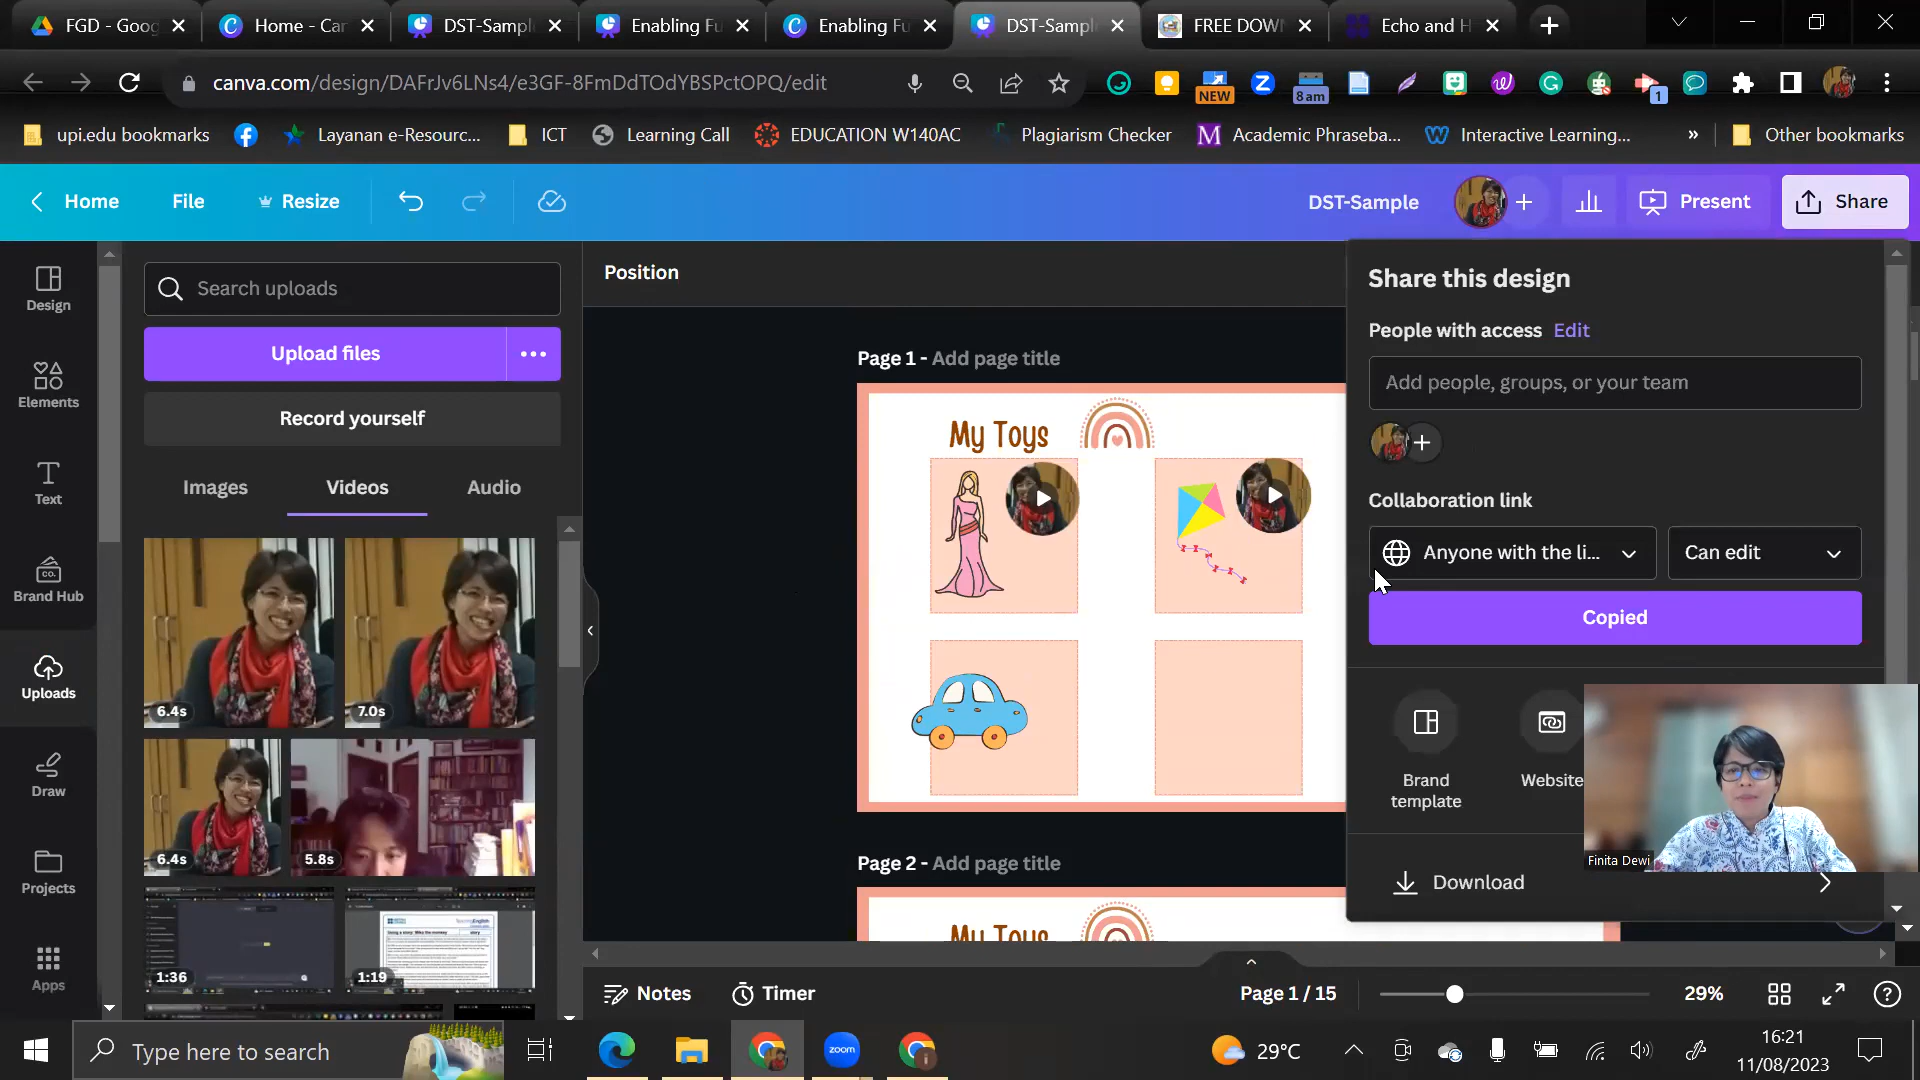 FGD - Goog
Home - Car
DST-Sampl
Enabling Fu
Enabling Fu
DST-Sampl
FREE DOW
Echo and H
canva.com/design/DAFrJv6LNs4/e3GF-8FmDdTOdYBSPctOPQ/edit
NEW
8am
1
upi.edu bookmarks
Layanan e-Resourc...
ICT
Learning Call
EDUCATION W140AC
Plagiarism Checker
Academic Phraseba...
Interactive Learning...
»
Other bookmarks
Home
File
Resize
DST-Sample
Present
Share
Design
Elements
Text
Brand Hub
Uploads
Draw
Projects
Apps
Search uploads
Upload files
Record yourself
Images
Videos
Audio
6.4s
7.0s
6.4s
5.8s
1:36
1:19
Position
Page 1 - Add page title
My Toys
Page 2 - Add page title
My Toys
Share this design
People with access Edit
Add people, groups, or your team
Collaboration link
Anyone with the li...
Can edit
Copied
Brand
template
Website
Download
Finita Dewi
Notes
Timer
Page 1 / 15
29%
Type here to search
zoom
29°C
16:21
11/08/2023